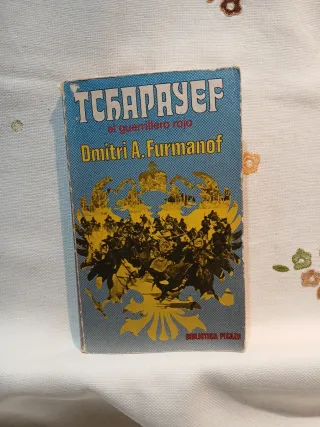 TCHAPAYEF
el guerrillero rojo
Dmitri A. Furmanof
BIBLIOTECA PICAZO